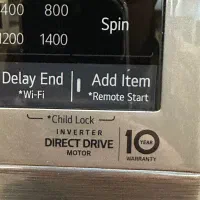 400 800
Spin
1200 1400
Delay End Add Item
*Wi-Fi *Remote Start
*Child Lock
INVERTER
DIRECT DRIVE
MOTOR
10 YEAR
WARRANTY